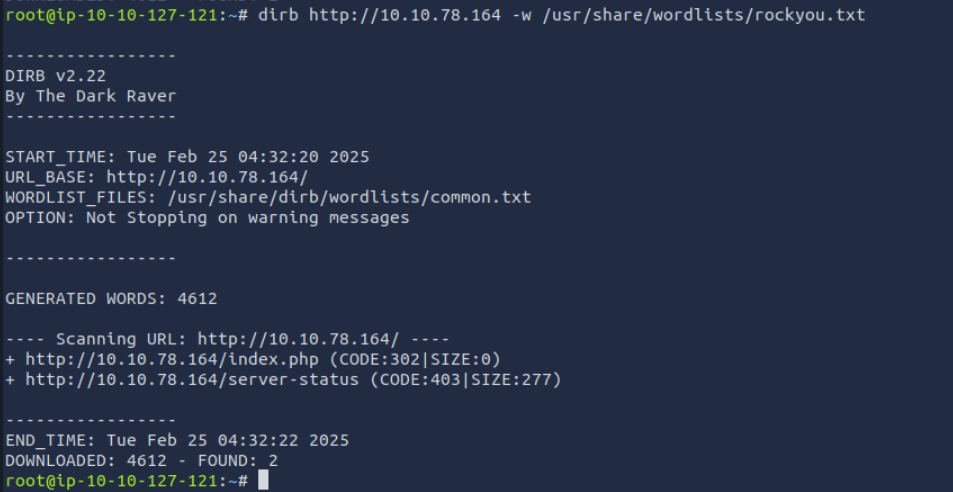 root@ip-10-10-127-121:~# dirb http://10.10.78.164 -w /usr/share/wordlists/rockyou.txt
-----------------
DIRB v2.22
By The Dark Raver
-----------------
START_TIME: Tue Feb 25 04:32:20 2025
URL_BASE: http://10.10.78.164/
WORDLIST_FILES: /usr/share/dirb/wordlists/common.txt
OPTION: Not Stopping on warning messages
-----------------
GENERATED WORDS: 4612
---- Scanning URL: http://10.10.78.164/ ----
+ http://10.10.78.164/index.php (CODE:302|SIZE:0)
+ http://10.10.78.164/server-status (CODE:403|SIZE:277)
-----------------
END_TIME: Tue Feb 25 04:32:22 2025
DOWNLOADED: 4612 - FOUND: 2
root@ip-10-10-127-121:~#